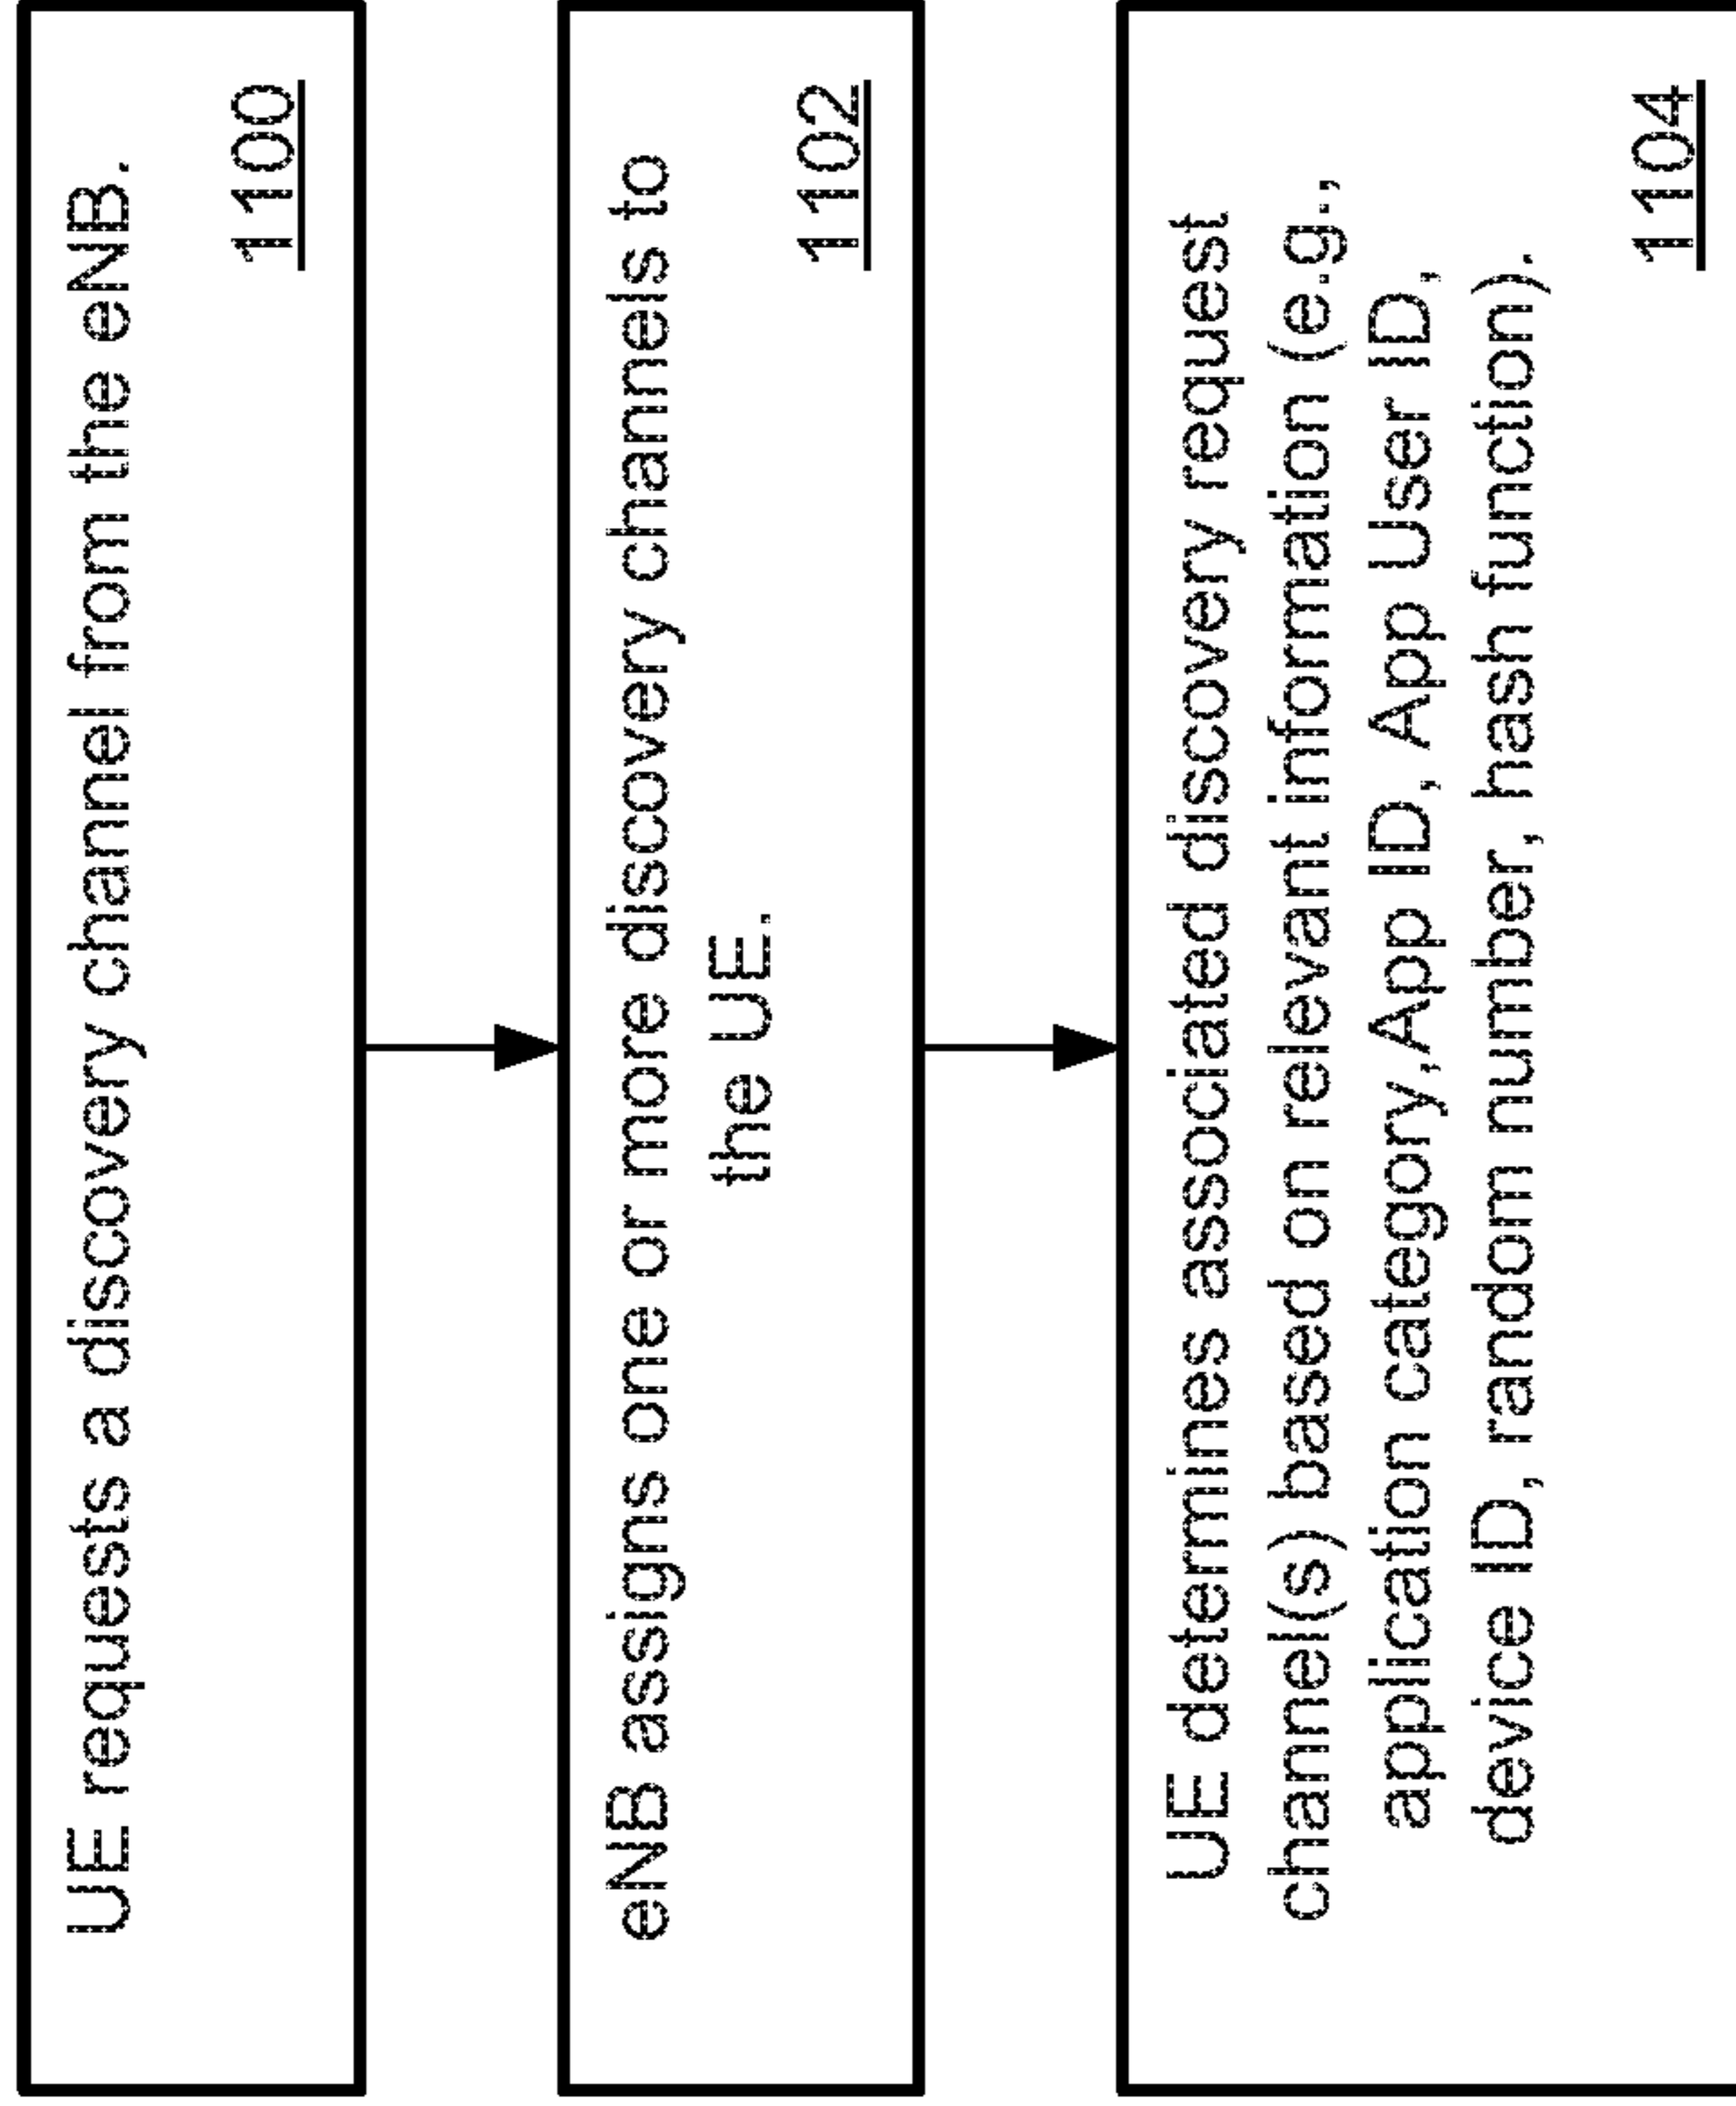 UE requests a discovery channel from the eNB.
1100
eNB assigns one or more discovery channels to
the UE.
1102
UE determines associated discovery request
channel(s) based on relevant information (e.g.,
application category,App ID, App User ID,
device ID, random number, hash function).
1104